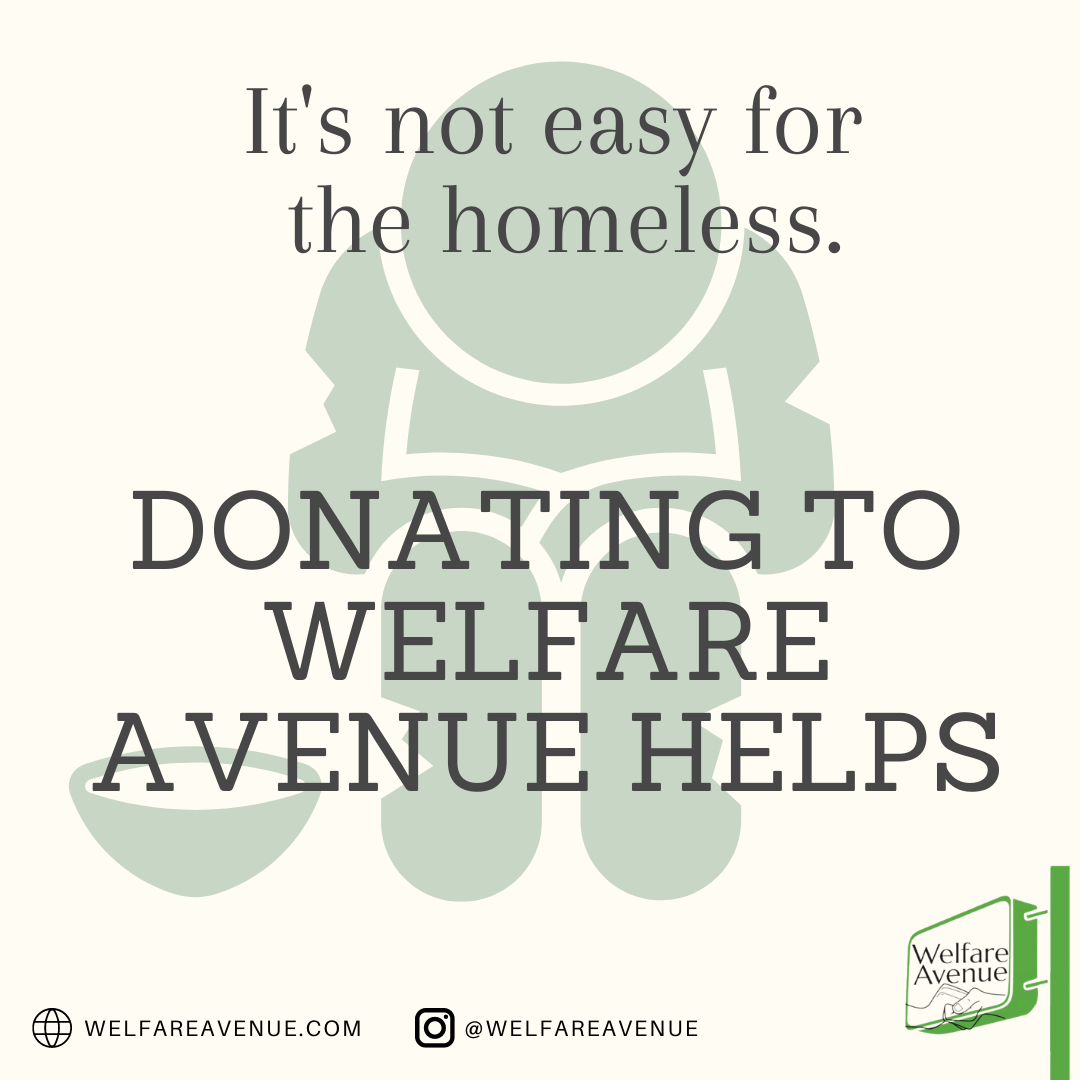 It's not easy for
the homeless.
DONATING TO
WELFARE
AVENUE HELPS
Welfare
Avenue
WELFAREAVENUE.COM
@WELFAREAVENUE